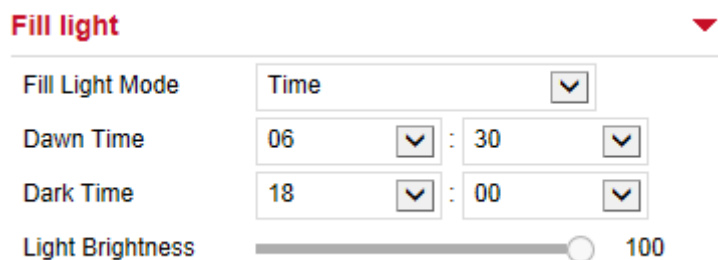 Fill light
Fill Light Mode Time
Dawn Time 06 : 30
Dark Time 18 : 00
Light Brightness 100